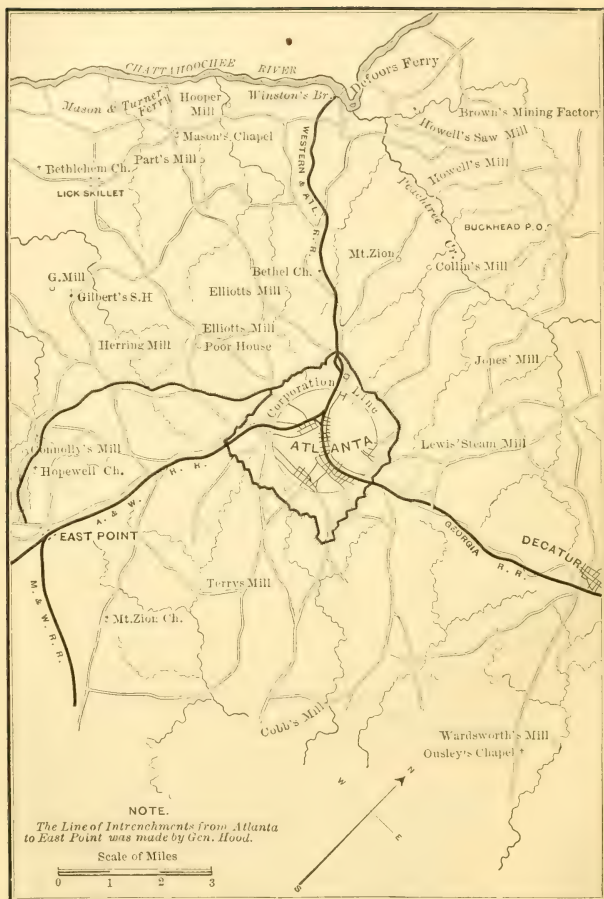 CHATTAHOOCHEE RIVER
Defoors Ferry
Mason & Turner Ferry
Hooper
Mill
Winston's Br.
Brown's Mining Factory
Mason's Chapel
Howell's Saw Mill
Part's Mill
WESTERN & ATL. R.R.
Howell's Mill
Bethlehem Ch.
LICK SKILLET
Peachtree Cr.
BUCKHEAD P.O.
Mt. Zion
Collin's Mill
Bethel Ch.
G. Mill
Gilbert's S.H
Elliotts Mill
Elliotts Mill
Herring Mill
Poor House
Jones' Mill
Corporation Line
ATLANTA
Connolly's Mill
Lewis' Steam Mill
Hopewell Ch.
A. & W. R. R.
EAST POINT
GEORGIA R. R.
DECATUR
M. & W. R. R.
Terrys Mill
Mt. Zion Ch.
Cobb's Mill
Wardsworth's Mill
Ousley's Chapel
W
N
E
S
NOTE.
The Line of Intrenchments from Atlanta
to East Point was made by Gen. Hood.
Scale of Miles
0 1 2 3